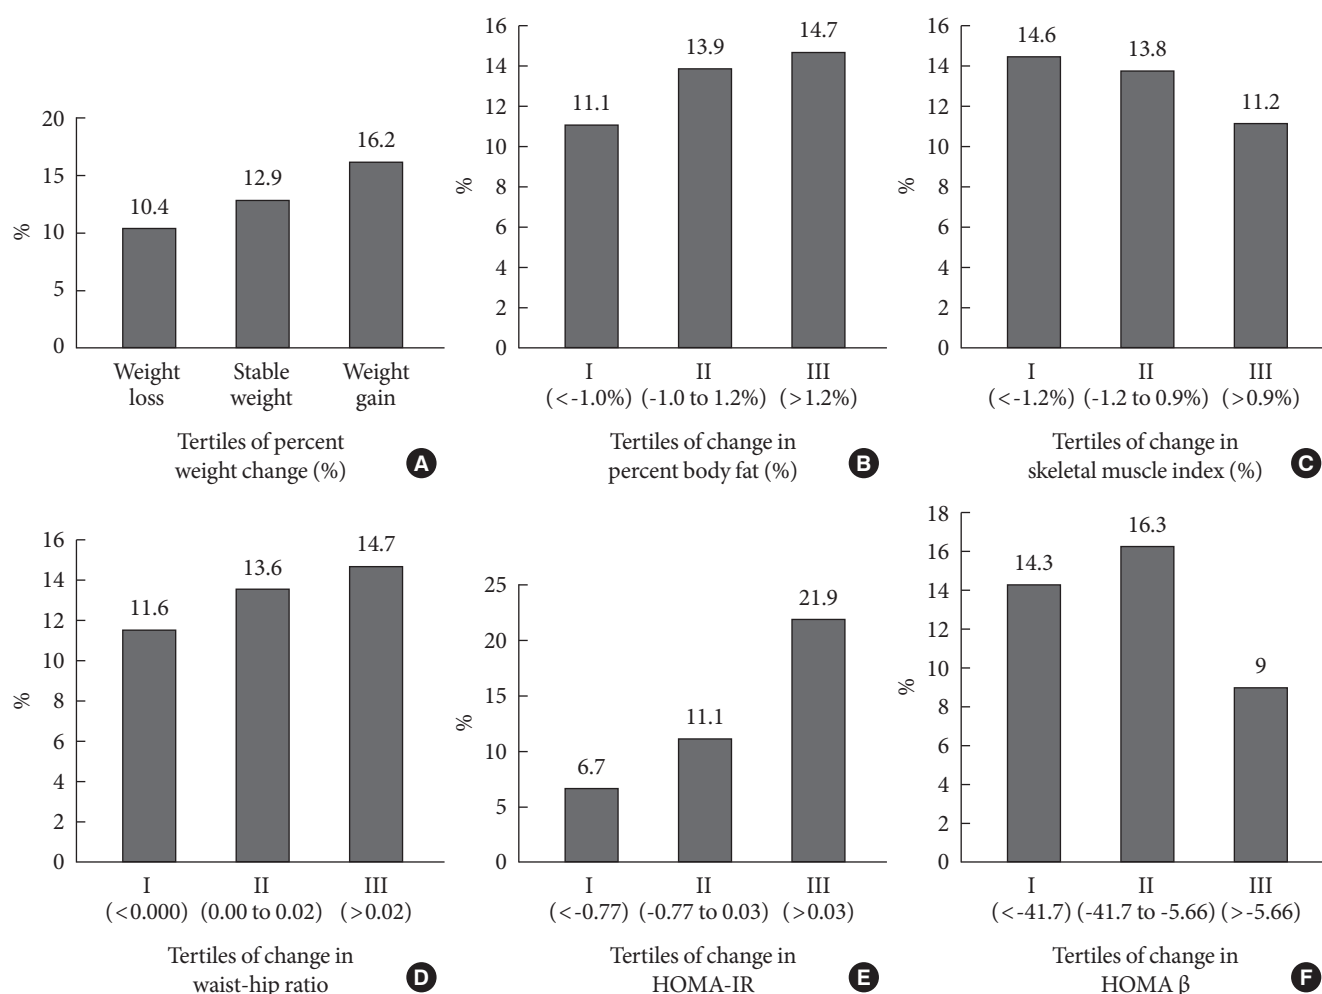 20
15
10
5
0
%
10.4
12.9
16.2
Weight loss
Stable weight
Weight gain
Tertiles of percent
weight change (%)
A
16
14
12
10
8
6
4
2
0
%
11.1
13.9
14.7
I II III
(<-1.0%) (-1.0 to 1.2%) (>1.2%)
Tertiles of change in
percent body fat (%)
B
16
14
12
10
8
6
4
2
0
%
14.6
13.8
11.2
I II III
(<-1.2%) (-1.2 to 0.9%) (>0.9%)
Tertiles of change in
skeletal muscle index (%)
C
16
14
12
10
8
6
4
2
0
%
11.6
13.6
14.7
I II III
(<0.000) (0.00 to 0.02) (>0.02)
Tertiles of change in
waist-hip ratio
D
25
20
15
10
5
0
%
6.7
11.1
21.9
I II III
(<-0.77) (-0.77 to 0.03) (>0.03)
Tertiles of change in
HOMA-IR
E
18
16
14
12
10
8
6
4
2
0
%
14.3
16.3
9
I II III
(<-41.7) (-41.7 to -5.66) (>-5.66)
Tertiles of change in
HOMA β
F